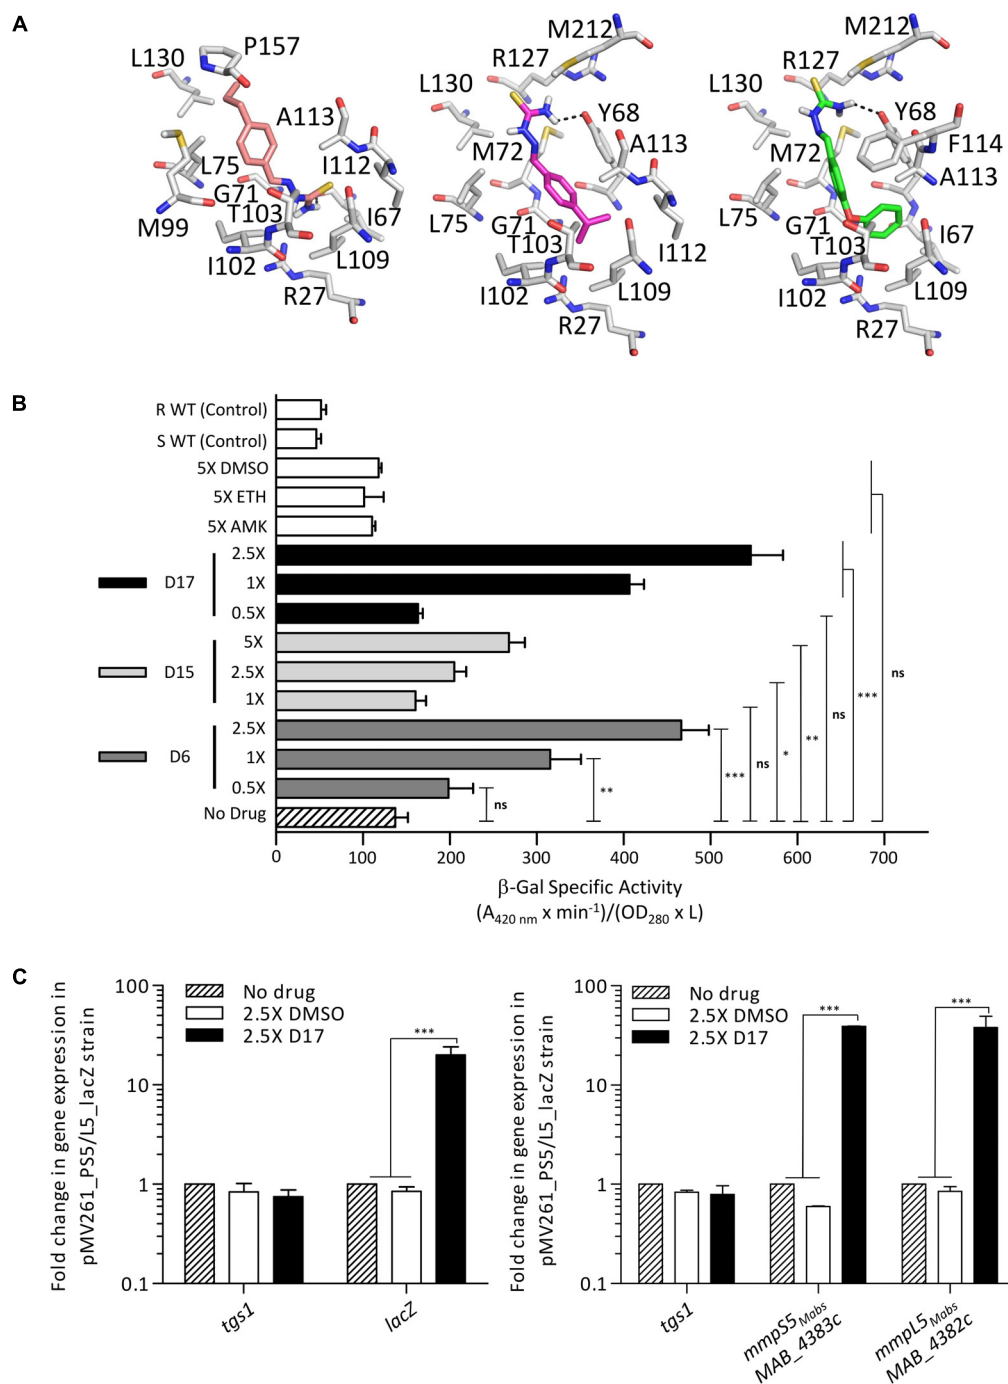 A
L130
P157
A113
L75
G71
I112
T103
M99
I67
I102
L109
R27
M212
R127
L130
Y68
M72
A113
L75
G71
T103
I112
I102
L109
R27
M212
R127
L130
Y68
M72
F114
A113
L75
G71
T103
I67
I102
L109
R27
B
R WT (Control)
S WT (Control)
5X DMSO
5X ETH
5X AMK
2.5X
D17
1X
0.5X
5X
D15
2.5X
1X
2.5X
D6
1X
0.5X
No Drug
ns
**
***
ns
*
**
ns
***
ns
0 100 200 300 400 500 600 700
β-Gal Specific Activity
(A420 nm x min-1)/(OD280 x L)
C
Fold change in gene expression in
pMV261_PS5/L5_lacZ strain
100
10
1
0.1
No drug
2.5X DMSO
2.5X D17
***
tgs1
lacZ
Fold change in gene expression in
pMV261_PS5/L5_lacZ strain
100
10
1
0.1
No drug
2.5X DMSO
2.5X D17
***
***
tgs1
mmpS5Mabs
MAB_4383c
mmpL5Mabs
MAB_4382c